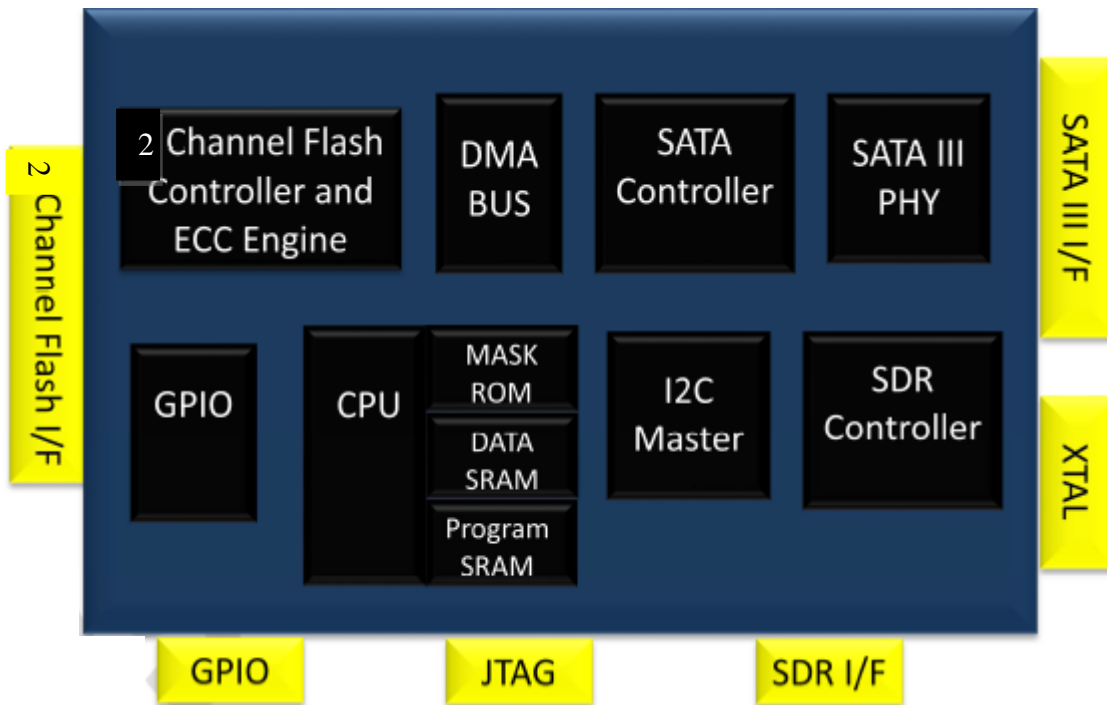 2 Channel Flash
Controller and
ECC Engine
DMA
BUS
SATA
Controller
SATA III
PHY
GPIO
CPU
MASK
ROM
DATA
SRAM
Program
SRAM
I2C
Master
SDR
Controller
2 Channel Flash I/F
SATA III I/F
XTAL
GPIO
JTAG
SDR I/F